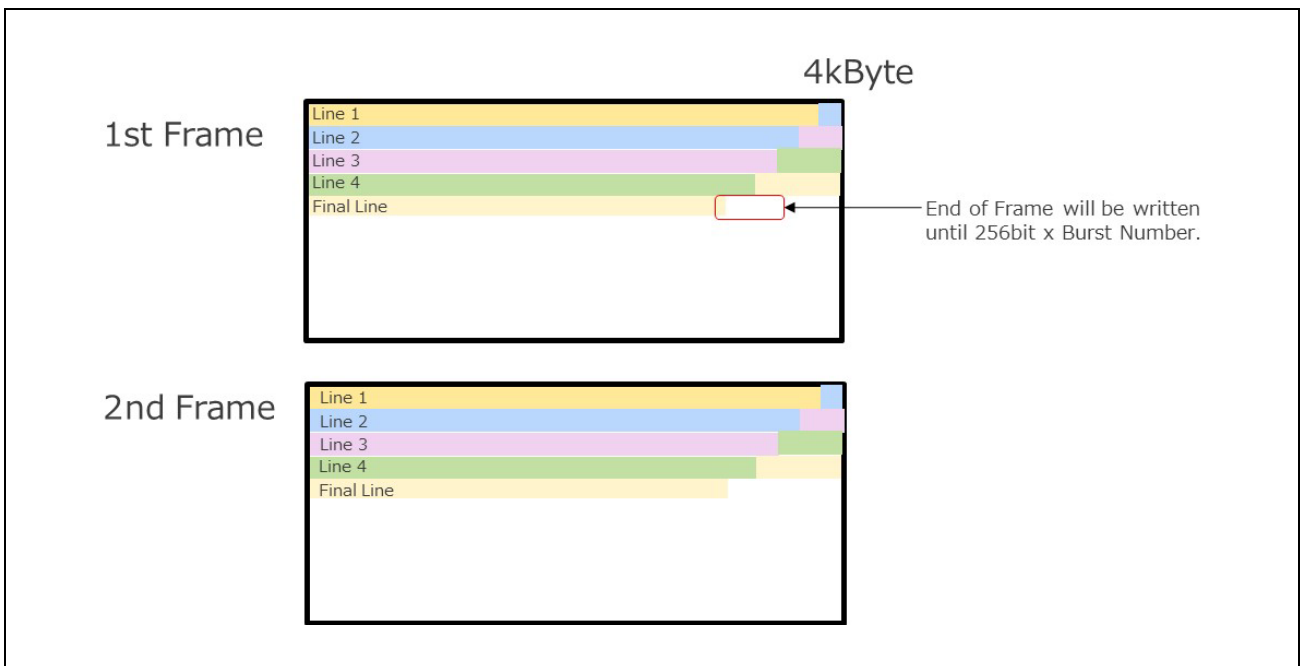 4kByte
1st Frame
Line 1
Line 2
Line 3
Line 4
Final Line
End of Frame will be written
until 256bit x Burst Number.
2nd Frame
Line 1
Line 2
Line 3
Line 4
Final Line